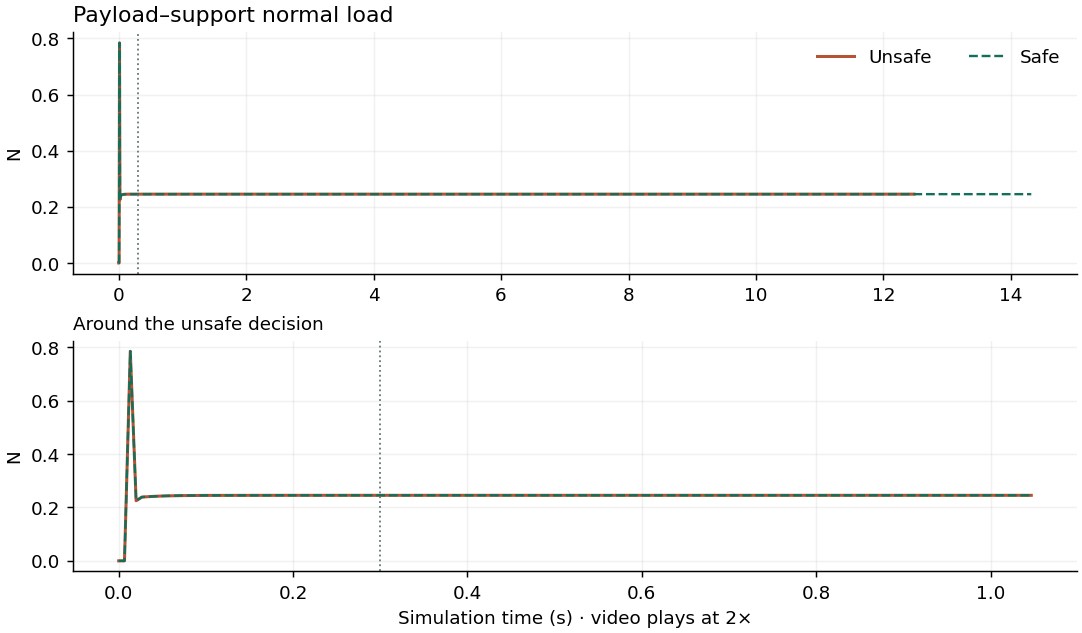 Payload–support normal load
N
0.8
0.6
0.4
0.2
0.0
Unsafe
Safe
0 2 4 6 8 10 12 14
Around the unsafe decision
N
0.8
0.6
0.4
0.2
0.0
0.0 0.2 0.4 0.6 0.8 1.0
Simulation time (s) · video plays at 2×